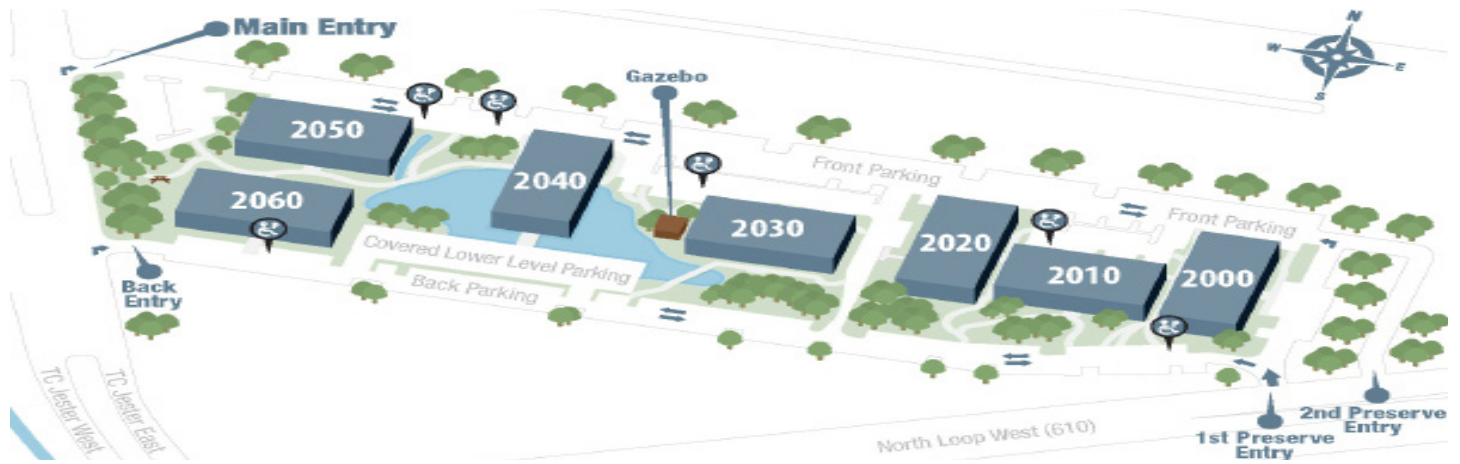 Main Entry
N
W
E
S
Gazebo
2050
2040
2060
Front Parking
2030
2020
Front Parking
2010
2000
Covered Lower Level Parking
Back Parking
Back
Entry
TC Jester West
TC Jester East
North Loop West (610)
1st Preserve
Entry
2nd Preserve
Entry